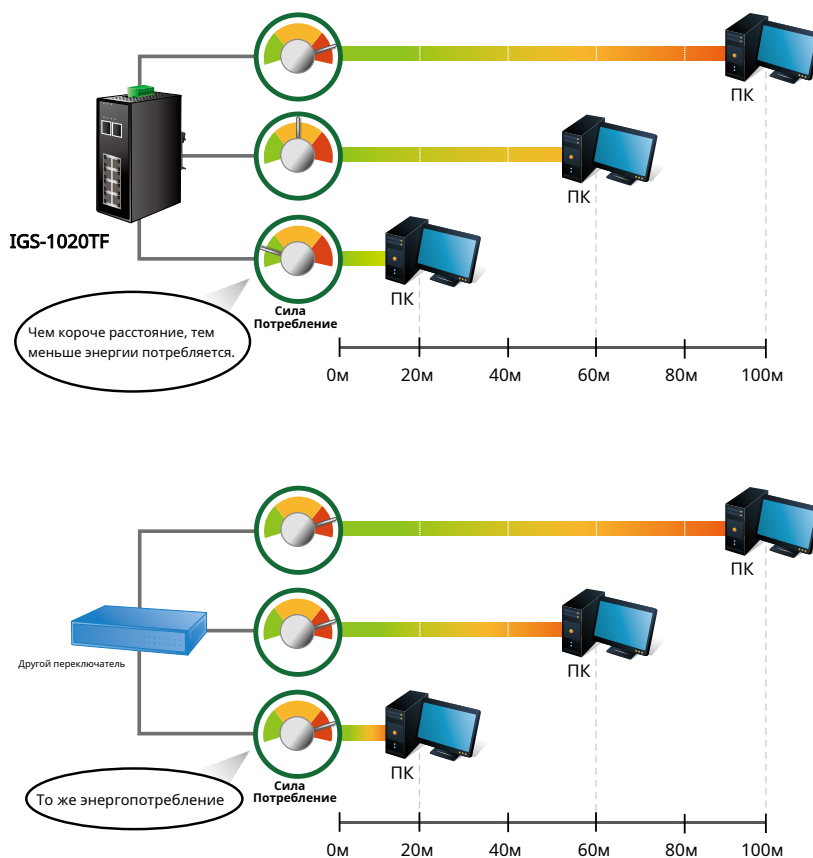 ПК
ПК
IGS-1020TF
ПК
Сила
Потребление
Чем короче расстояние, тем
меньше энергии потребляется.
0м 20м 40м 60м 80м 100м
ПК
ПК
Другой переключатель
ПК
Сила
Потребление
То же энергопотребление
0м 20м 40м 60м 80м 100м